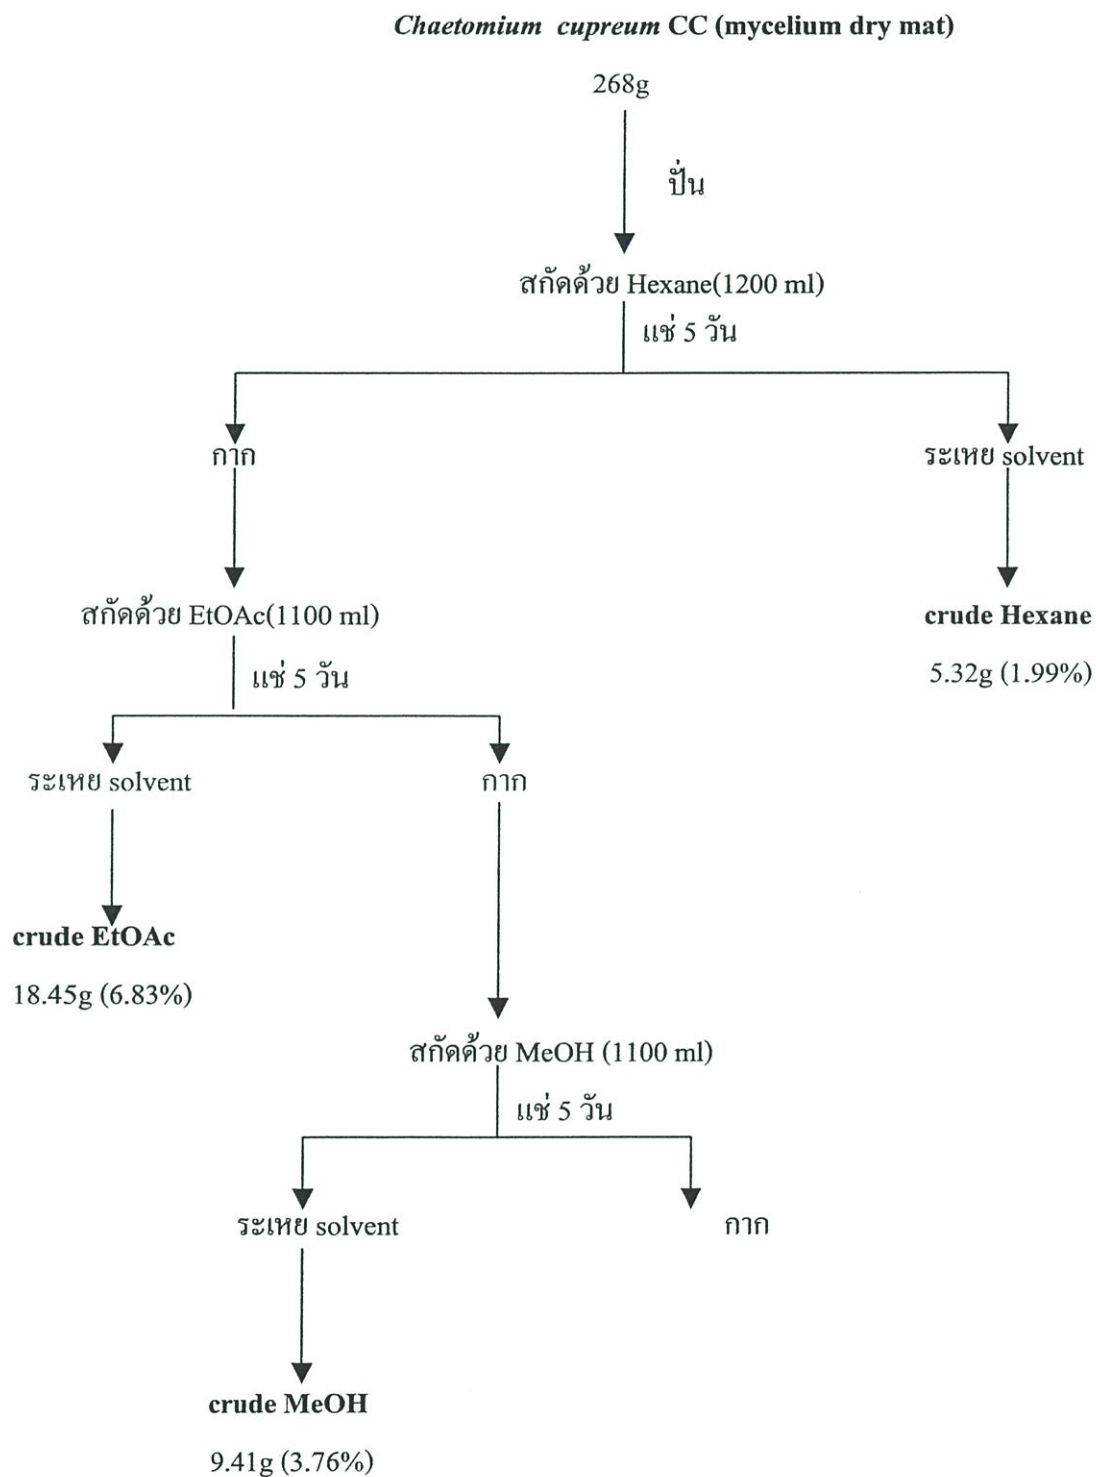 Chaetomium cupreum CC (mycelium dry mat)
268g
ปั่น
สกัดด้วย Hexane(1200 ml)
แช่ 5 วัน
กาก
ระเหย solvent
สกัดด้วย EtOAc(1100 ml)
crude Hexane
แช่ 5 วัน
5.32g (1.99%)
ระเหย solvent
กาก
crude EtOAc
18.45g (6.83%)
สกัดด้วย MeOH (1100 ml)
แช่ 5 วัน
ระเหย solvent
กาก
crude MeOH
9.41g (3.76%)